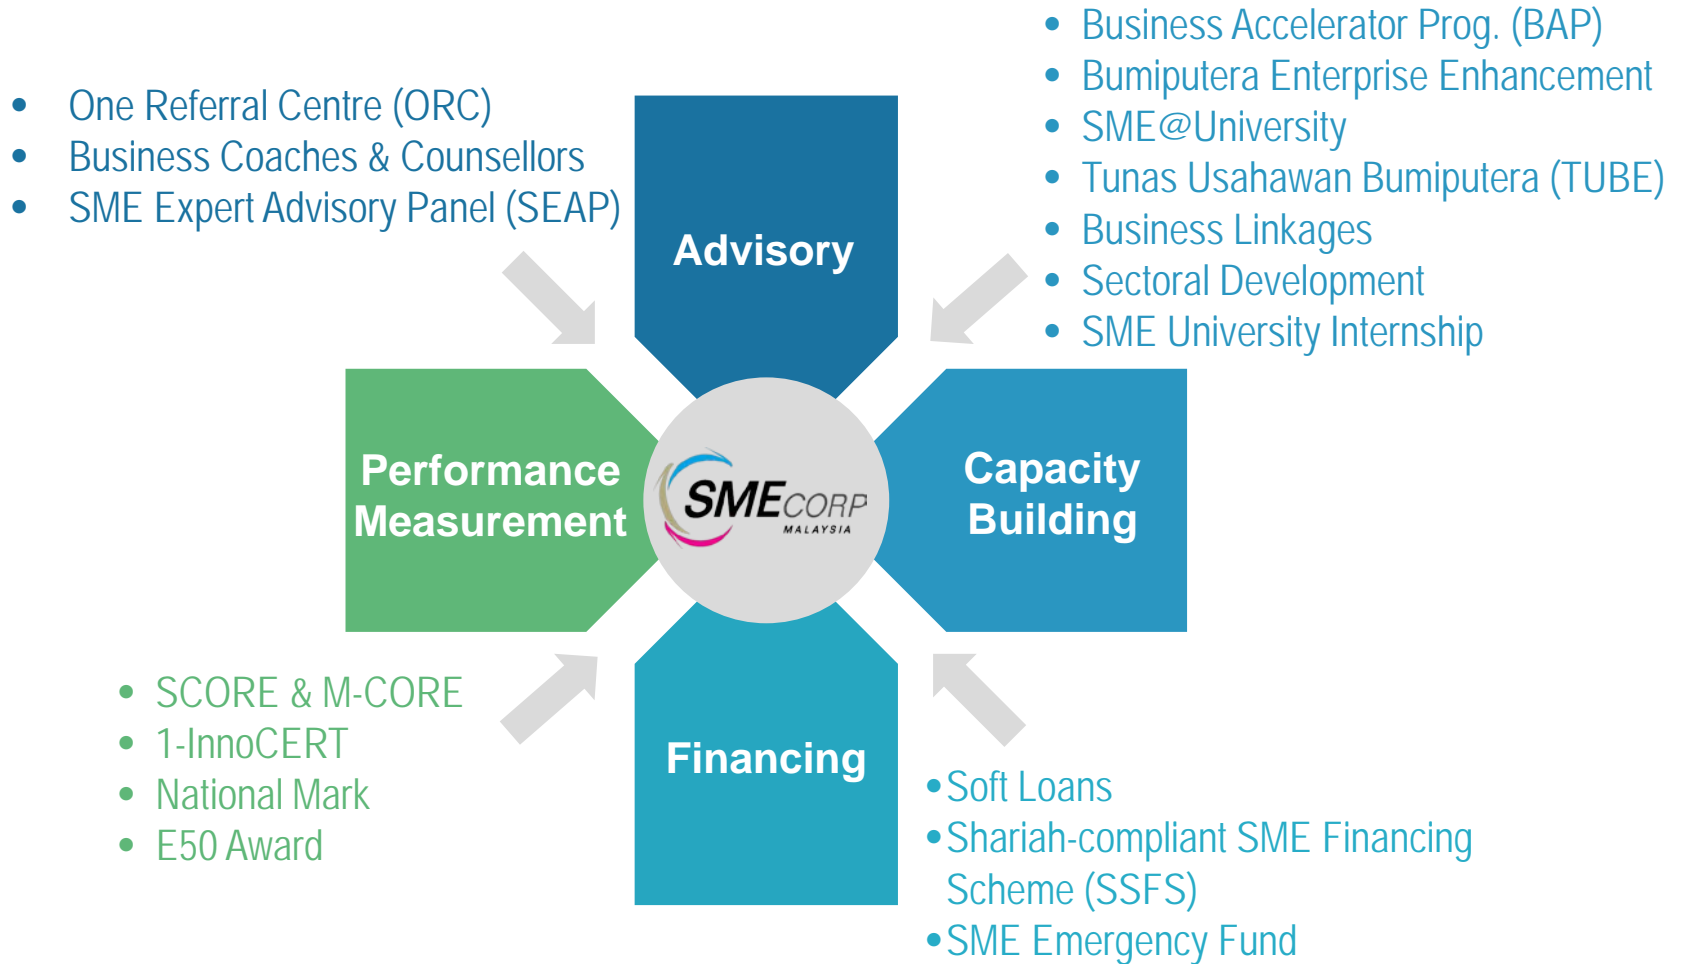 • One Referral Centre (ORC)
• Business Coaches & Counsellors
• SME Expert Advisory Panel (SEAP)
Advisory
• Business Accelerator Prog. (BAP)
• Bumiputera Enterprise Enhancement
• SME@University
• Tunas Usahawan Bumiputera (TUBE)
• Business Linkages
• Sectoral Development
• SME University Internship
Performance
Measurement
SMECORP
MALAYSIA
Capacity
Building
• SCORE & M-CORE
• 1-InnoCERT
• National Mark
• E50 Award
Financing
• Soft Loans
• Shariah-compliant SME Financing
Scheme (SSFS)
• SME Emergency Fund